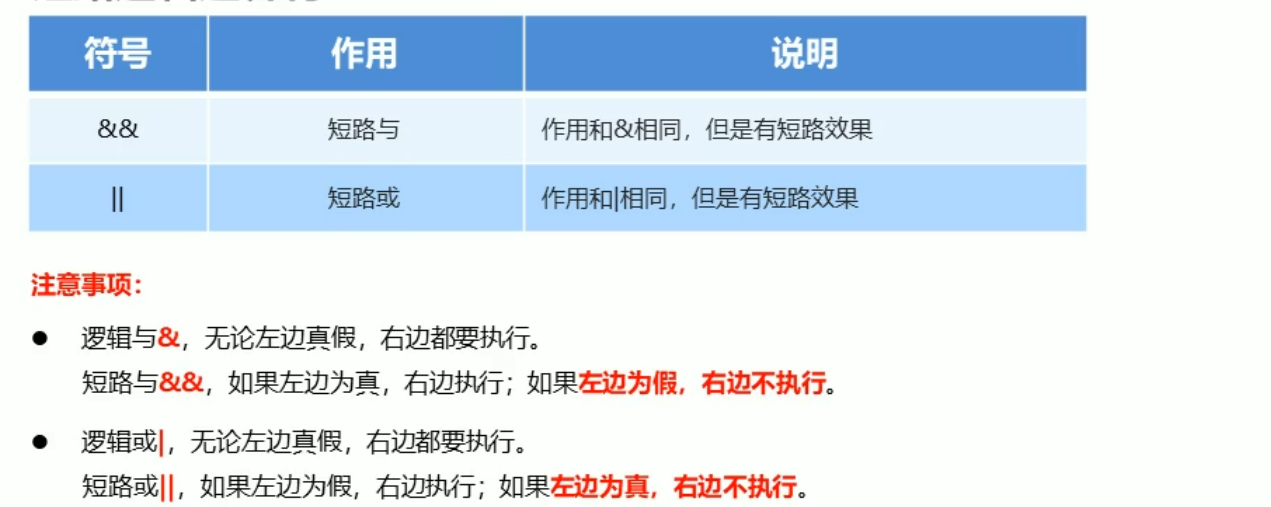 符号 作用 说明
&& 短路与 作用和&相同，但是有短路效果
|| 短路或 作用和|相同，但是有短路效果
注意事项：
● 逻辑与&，无论左边真假，右边都要执行。
短路与&&，如果左边为真，右边执行；如果左边为假，右边不执行。
● 逻辑或|，无论左边真假，右边都要执行。
短路或||，如果左边为假，右边执行；如果左边为真，右边不执行。